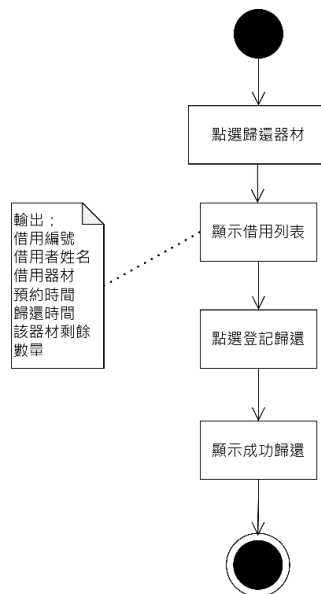 點選歸還器材
輸出：
借用編號
借用者姓名
借用器材
預約時間
歸還時間
該器材剩餘
數量
顯示借用列表
點選登記歸還
顯示成功歸還